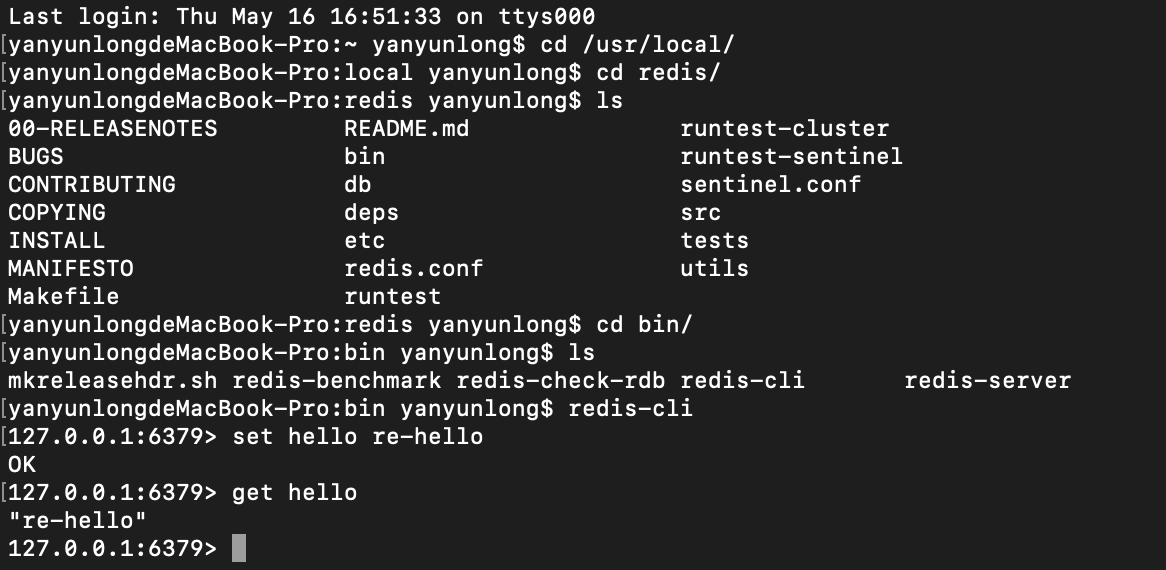 Last login: Thu May 16 16:51:33 on ttys000
[yanyunlongdeMacBook-Pro:~ yanyunlong$ cd /usr/local/
[yanyunlongdeMacBook-Pro:local yanyunlong$ cd redis/
[yanyunlongdeMacBook-Pro:redis yanyunlong$ ls
00-RELEASENOTES README.md runtest-cluster
BUGS bin runtest-sentinel
CONTRIBUTING db sentinel.conf
COPYING deps src
INSTALL etc tests
MANIFESTO redis.conf utils
Makefile runtest
[yanyunlongdeMacBook-Pro:redis yanyunlong$ cd bin/
[yanyunlongdeMacBook-Pro:bin yanyunlong$ ls
mkreleasehdr.sh redis-benchmark redis-check-rdb redis-cli redis-server
[yanyunlongdeMacBook-Pro:bin yanyunlong$ redis-cli
[127.0.0.1:6379> set hello re-hello
OK
[127.0.0.1:6379> get hello
"re-hello"
127.0.0.1:6379>